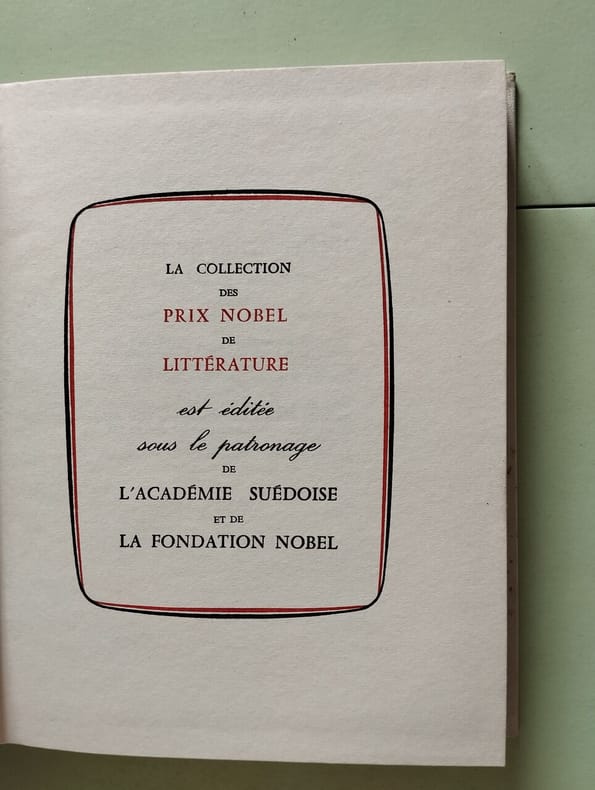 LA COLLECTION
DES
PRIX NOBEL
DE
LITTÉRATURE
est éditée
sous le patronage
DE
L'ACADÉMIE SUÉDOISE
ET DE
LA FONDATION NOBEL